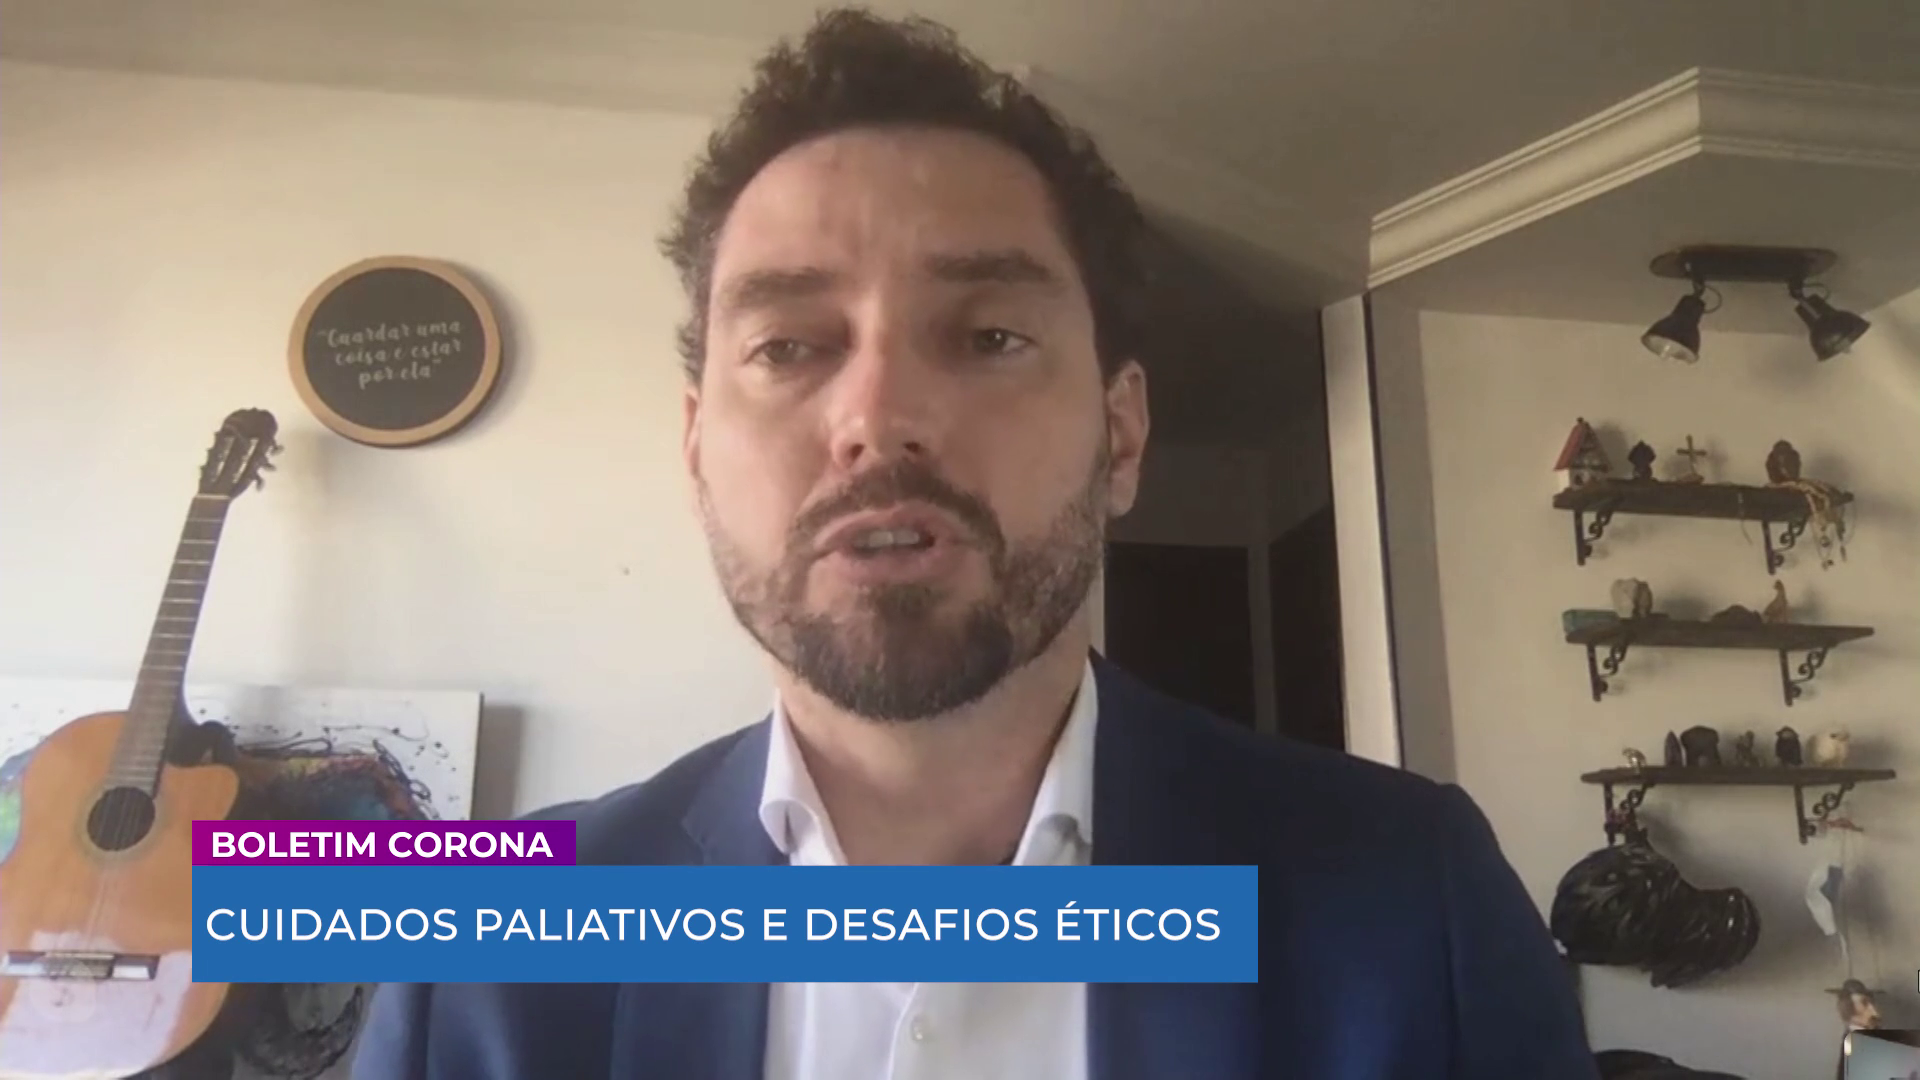 "Guardar uma
coisa é estar
por ela"
BOLETIM CORONA
CUIDADOS PALIATIVOS E DESAFIOS ÉTICOS